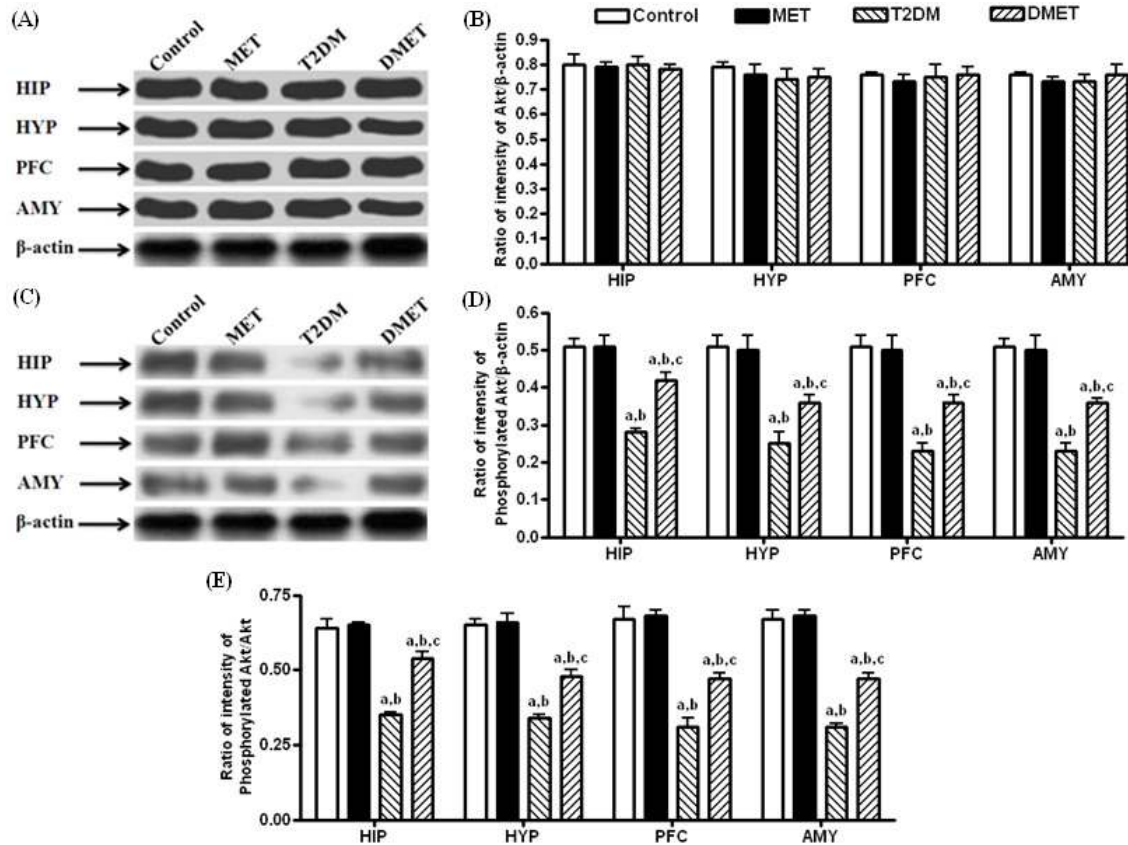 (A)
Control MET T2DM DMET
HIP
HYP
PFC
AMY
β-actin
(B)
Control MET T2DM DMET
Ratio of intensity of Akt/β-actin
0.9
0.8
0.7
0.6
0.5
0.4
0.3
0.2
0.1
0.0
HIP HYP PFC AMY
(C)
Control MET T2DM DMET
HIP
HYP
PFC
AMY
β-actin
(D)
Ratio of intensity of
Phosphorylated Akt/β-actin
0.6
0.5
0.4
0.3
0.2
0.1
0.0
a,b a,b,c a,b a,b,c a,b a,b,c a,b a,b,c
HIP HYP PFC AMY
(E)
Ratio of intensity of
Phosphorylated Akt/Akt
0.75
0.50
0.25
0.00
a,b a,b,c a,b a,b,c a,b a,b,c a,b a,b,c
HIP HYP PFC AMY